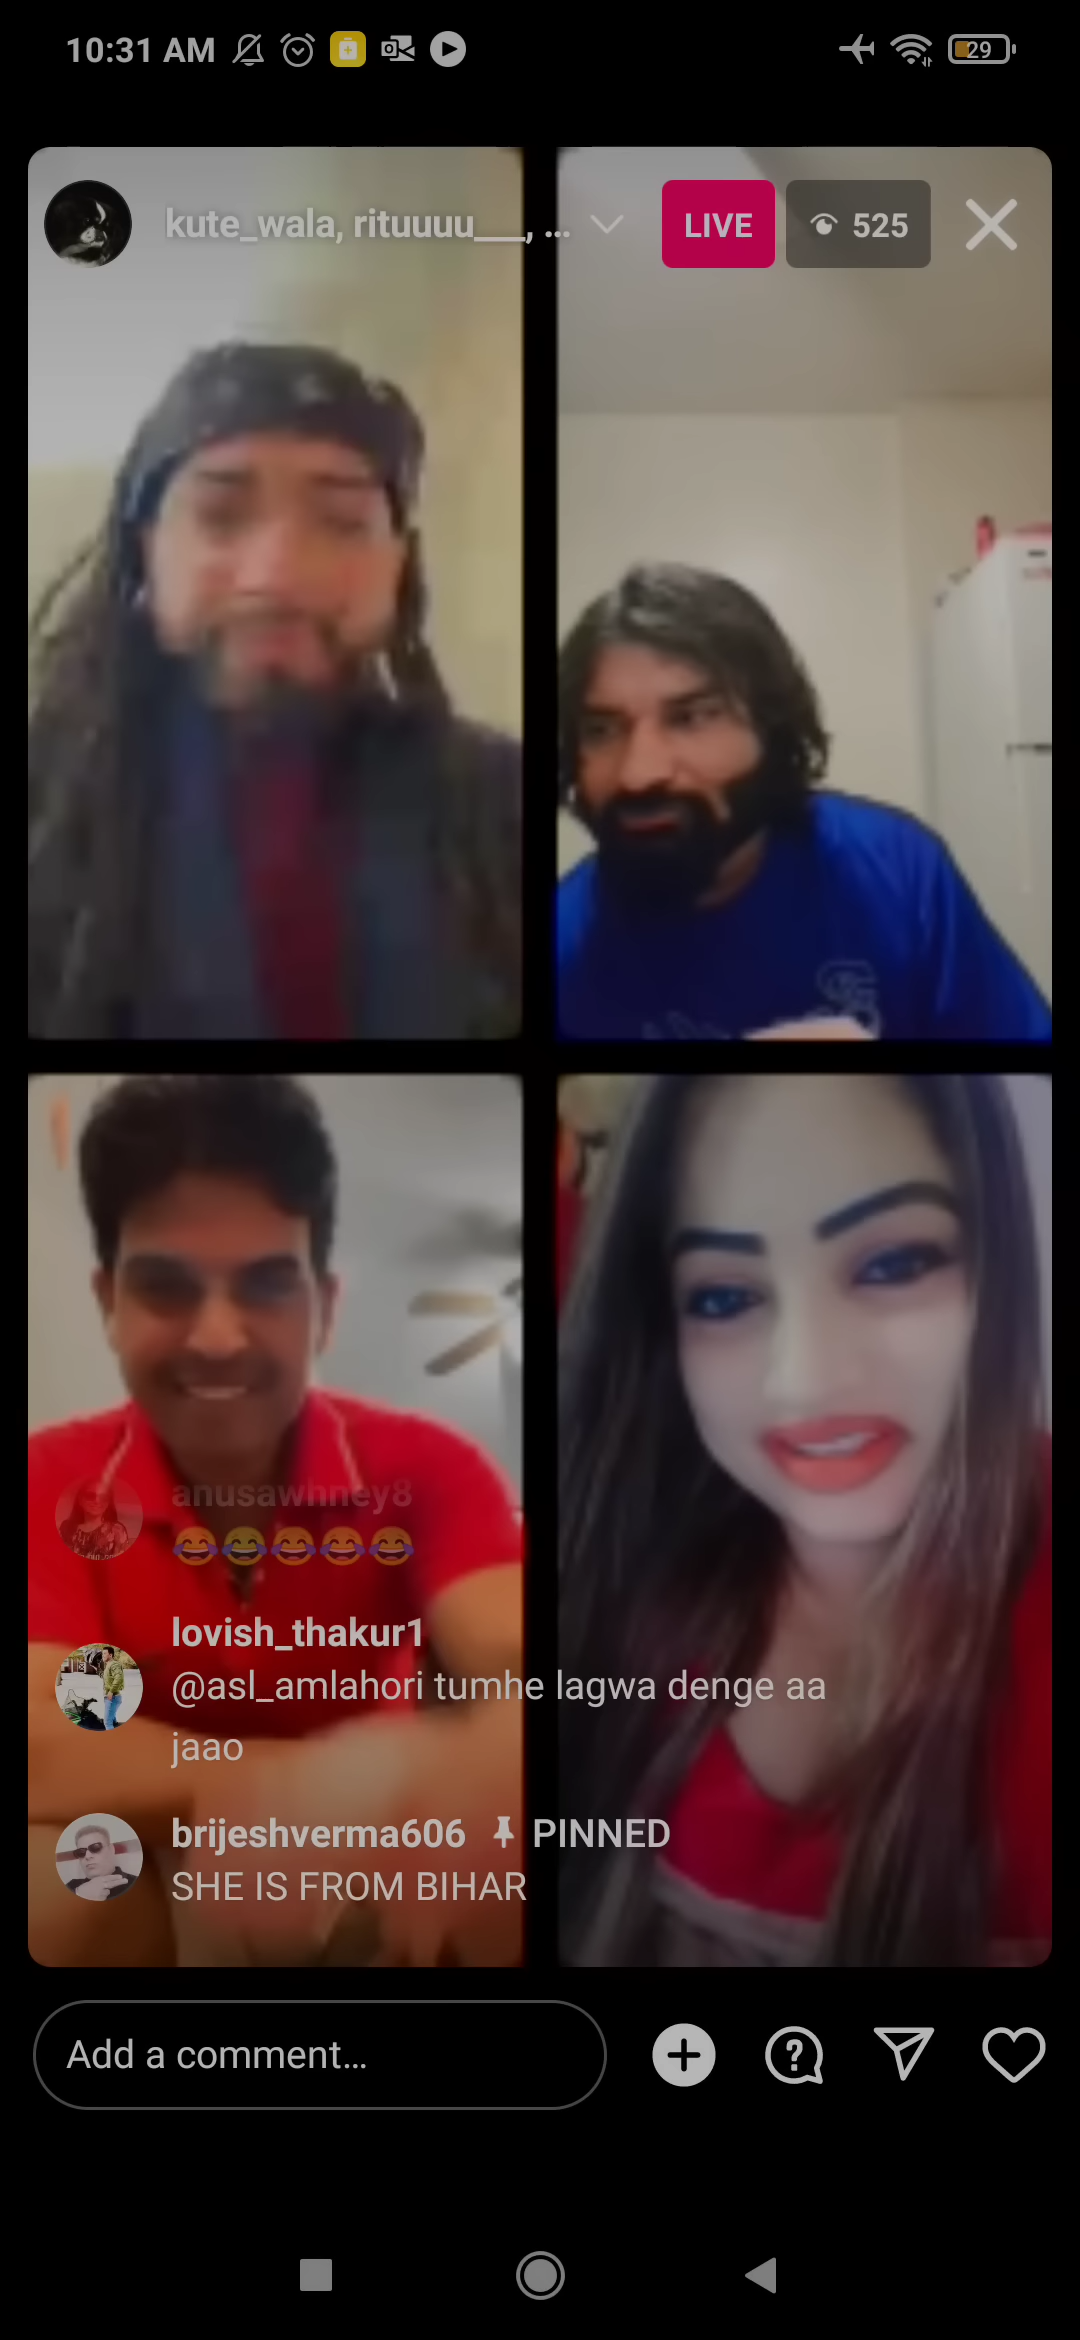 10:31 AM
29
kute_wala, rituuuu___, ...
LIVE
525
anusawhney8
😂😂😂😂😂
lovish_thakur1
@asl_amlahori tumhe lagwa denge aa
jaao
brijeshverma606 PINNED
SHE IS FROM BIHAR
Add a comment...